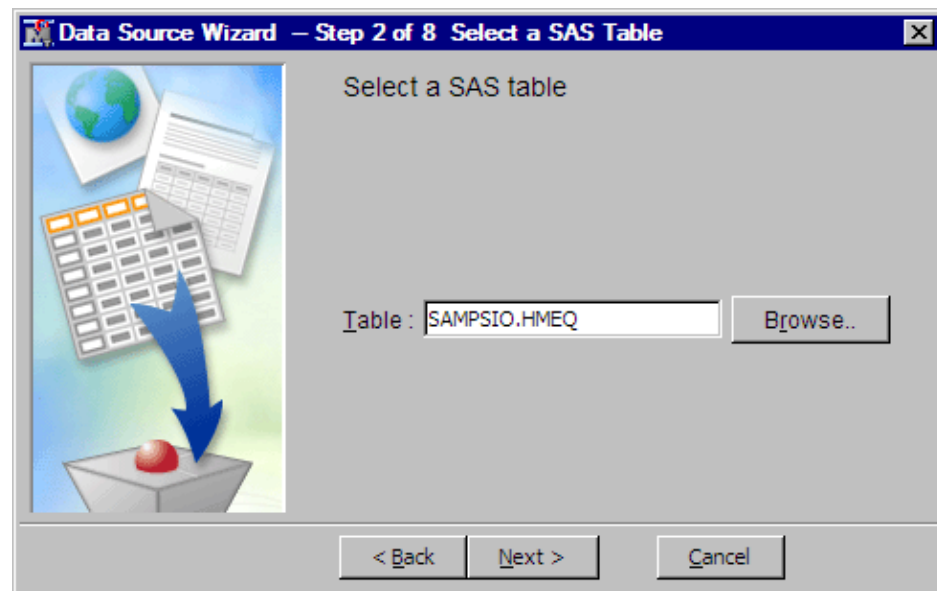 Data Source Wizard – Step 2 of 8 Select a SAS Table
Select a SAS table
Table : SAMPSIO.HMEQ Browse..
< Back Next > Cancel